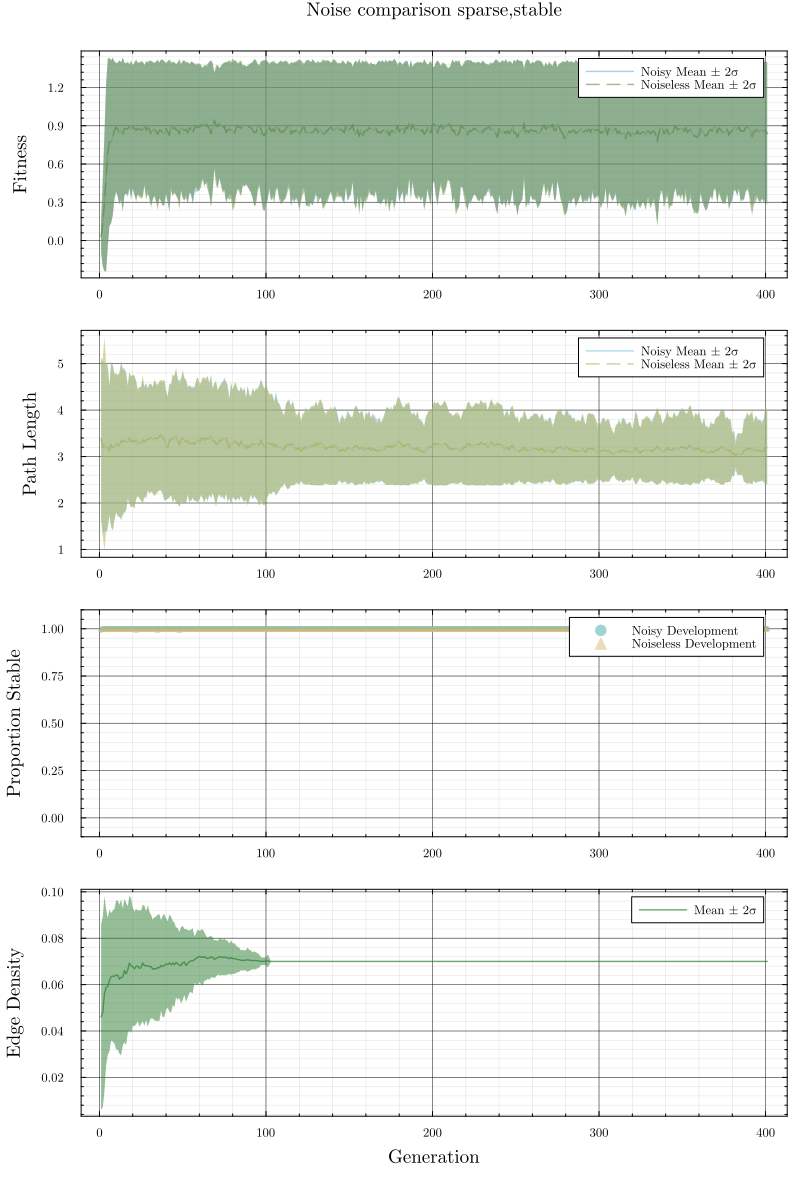 Noise comparison sparse,stable
Noisy Mean ± 2σ
Noiseless Mean ± 2σ
Fitness
1.2
0.9
0.6
0.3
0.0
0 100 200 300 400
Noisy Mean ± 2σ
Noiseless Mean ± 2σ
Path Length
5
4
3
2
1
0 100 200 300 400
Noisy Development
Noiseless Development
Proportion Stable
1.00
0.75
0.50
0.25
0.00
0 100 200 300 400
Mean ± 2σ
Edge Density
0.10
0.08
0.06
0.04
0.02
0 100 200 300 400
Generation